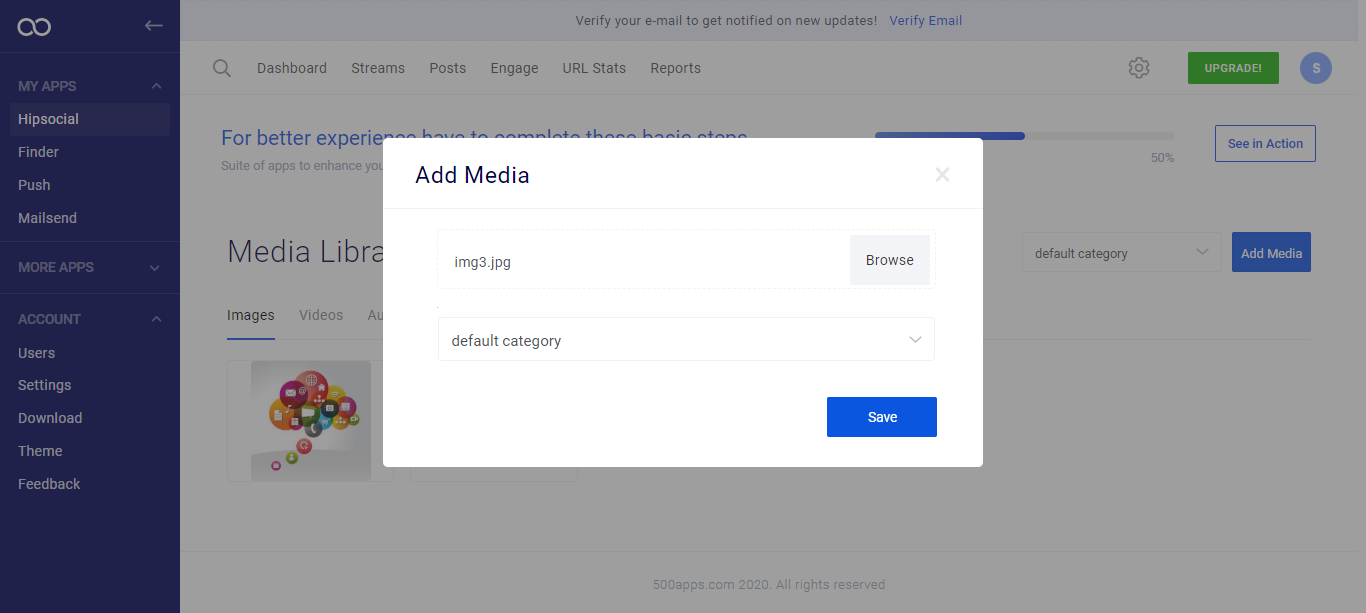 Verify your e-mail to get notified on new updates! Verify Email
Dashboard Streams Posts Engage URL Stats Reports
UPGRADE! S
MY APPS
Hipsocial
Finder
Push
Mailsend
MORE APPS
ACCOUNT
Users
Settings
Download
Theme
Feedback
For better experience have to complete these basic steps
Suite of apps to enhance you
50%
See in Action
Media Libra
default category
Add Media
Images Videos Au
Add Media
img3.jpg
Browse
default category
Save
500apps.com 2020. All rights reserved